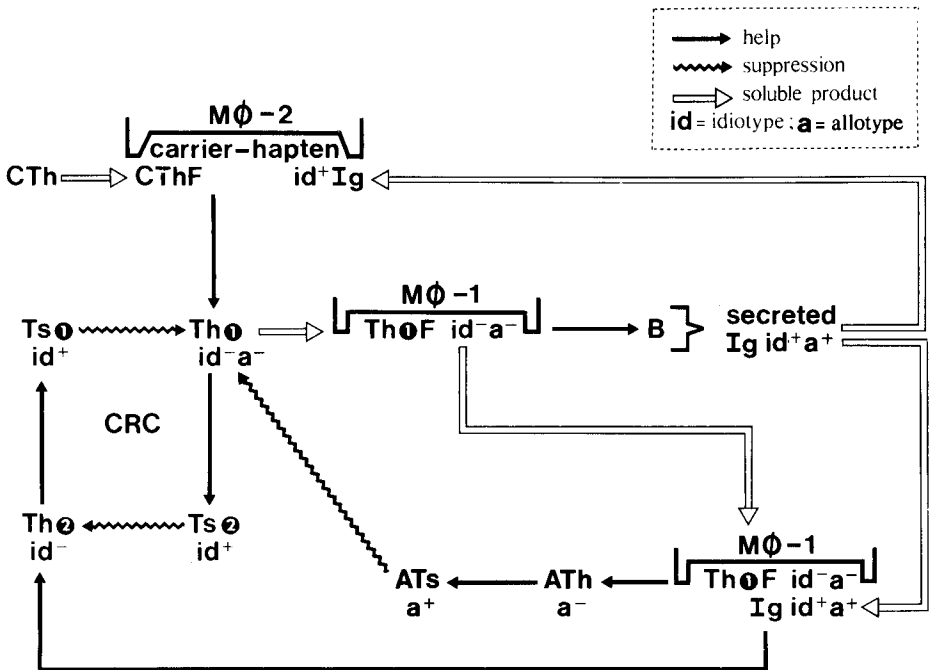 help
suppression
soluble product
id = idiotype ; a = allotype
MΦ-2
carrier-hapten
CTh CThF id⁺Ig
MΦ-1
Ts❶ Th❶ Th❶F id⁻a⁻ B secreted
id⁺ id⁻a⁻ Ig id⁺a⁺
CRC
Th❷ Ts❷ MΦ-1
id⁻ id⁺
ATs ATh Th❶F id⁻a⁻
a⁺ a⁻ Ig id⁺a⁺